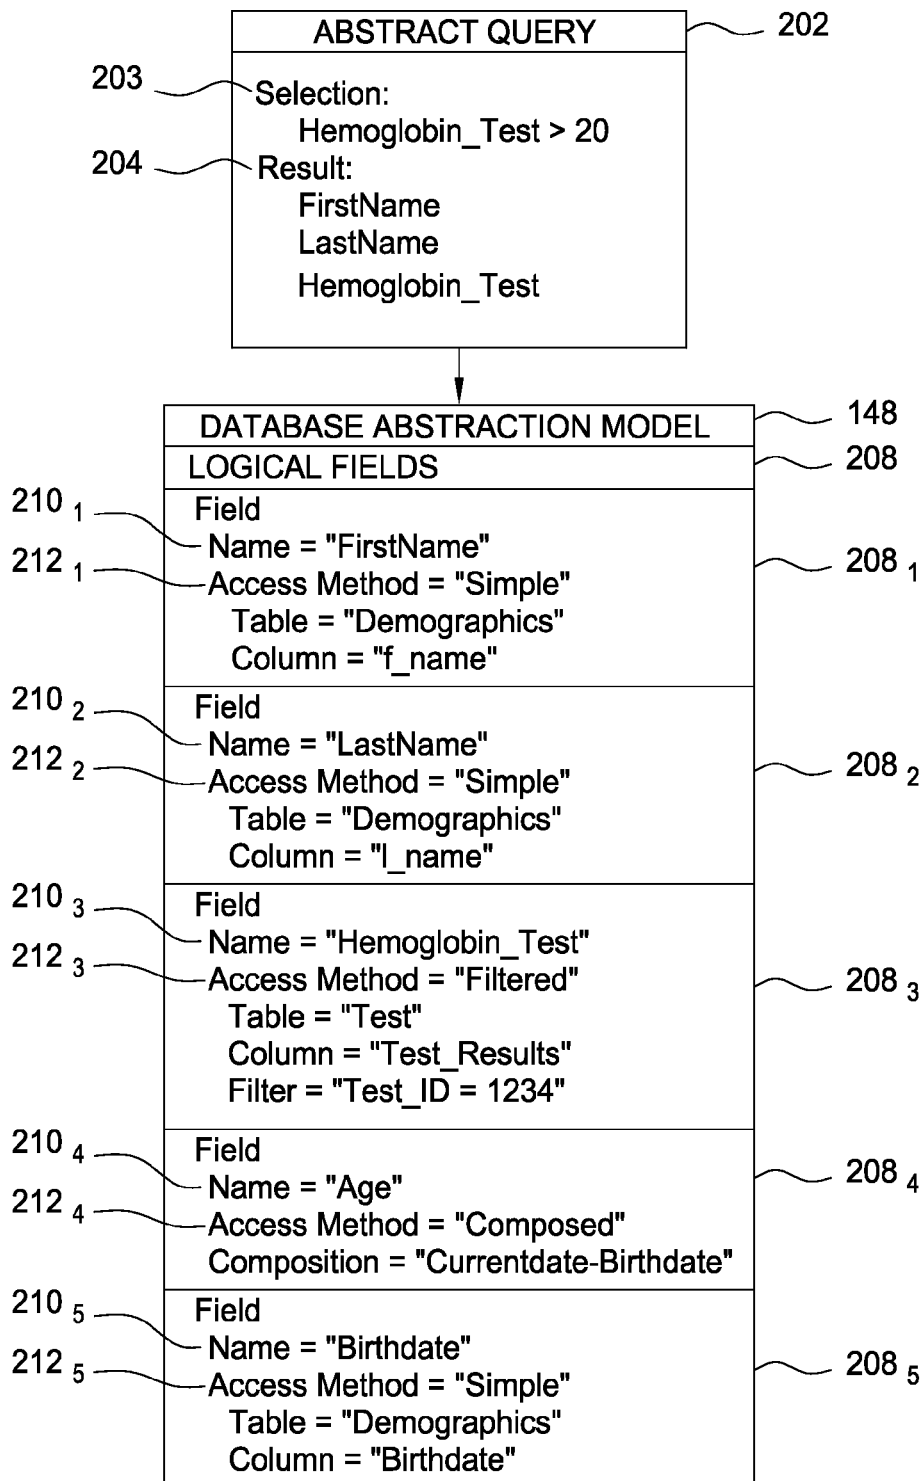 ABSTRACT QUERY
202
203
Selection:
Hemoglobin_Test > 20
204
Result:
FirstName
LastName
Hemoglobin_Test
DATABASE ABSTRACTION MODEL
148
LOGICAL FIELDS
208
Field
210 1
Name = "FirstName"
212 1
Access Method = "Simple"
208 1
Table = "Demographics"
Column = "f_name"
Field
210 2
Name = "LastName"
212 2
Access Method = "Simple"
208 2
Table = "Demographics"
Column = "l_name"
Field
210 3
Name = "Hemoglobin_Test"
212 3
Access Method = "Filtered"
208 3
Table = "Test"
Column = "Test_Results"
Filter = "Test_ID = 1234"
Field
210 4
Name = "Age"
208 4
212 4
Access Method = "Composed"
Composition = "Currentdate-Birthdate"
Field
210 5
Name = "Birthdate"
212 5
Access Method = "Simple"
208 5
Table = "Demographics"
Column = "Birthdate"